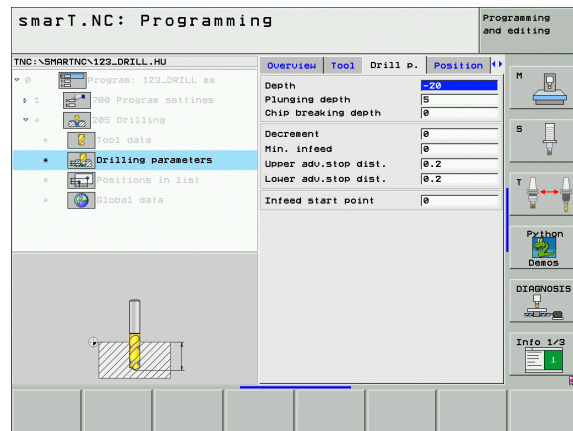 smarT.NC: Programming
Programming
and editing
TNC:\SMARTNC\123_DRILL.HU
0 Program: 123_DRILL mm
1 700 Program settings
* 205 Drilling
* Tool data
* Drilling parameters
* Positions in list
* Global data
Overview Tool Drill p. Position
Depth -20
Plunging depth 5
Chip breaking depth 0
Decrement 0
Min. infeed 0
Upper adv.stop dist. 0.2
Lower adv.stop dist. 0.2
Infeed start point 0
M
S
T
Python
Demos
DIAGNOSIS
Info 1/3
1